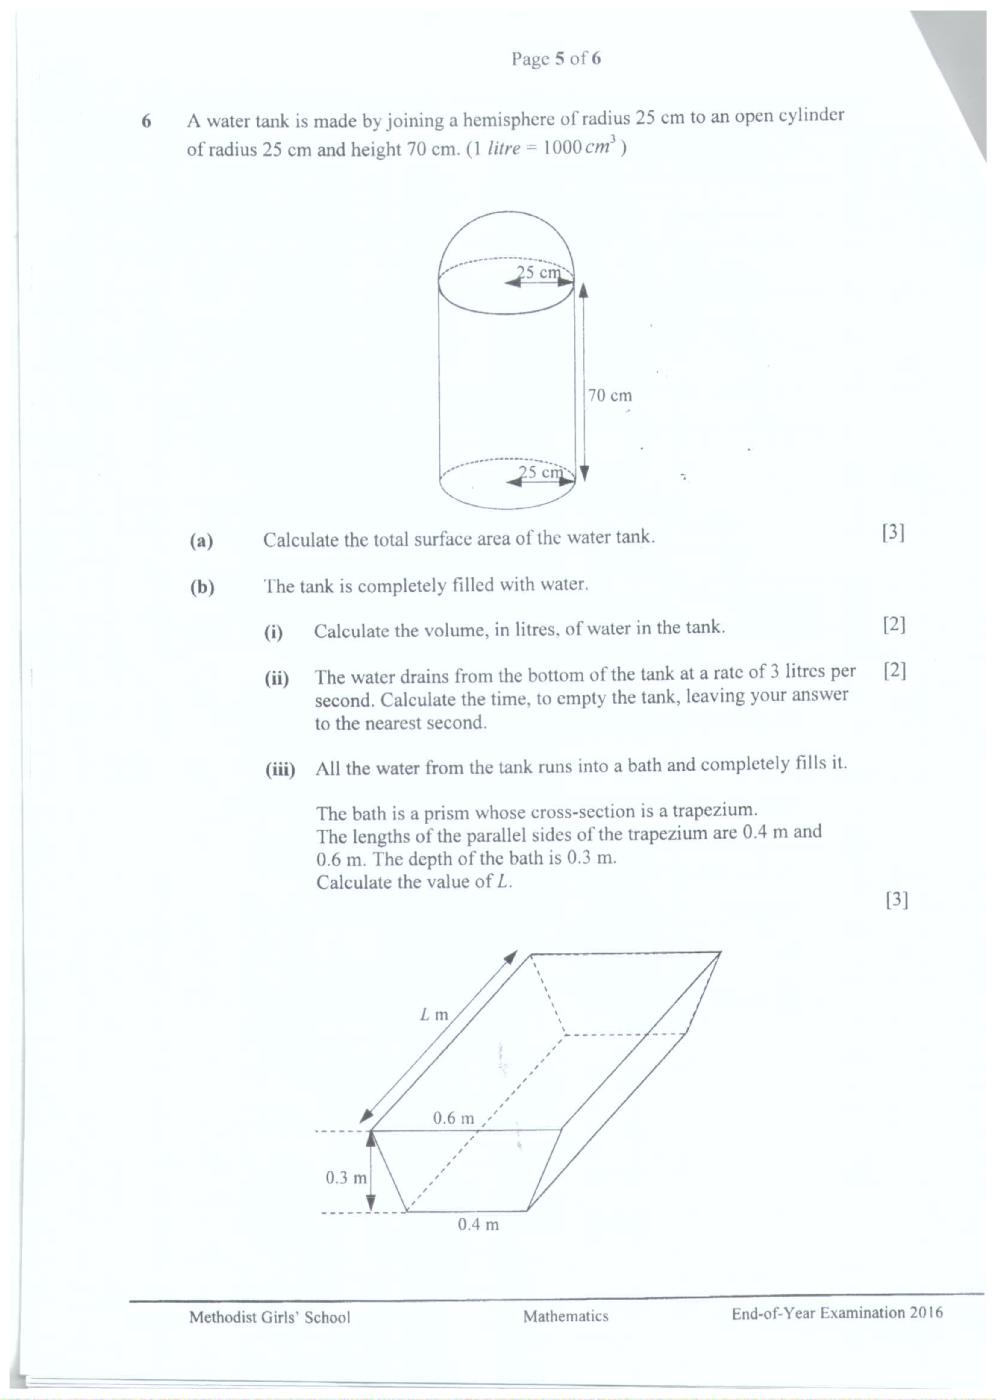 Page 5 of 6
6 A water tank is made by joining a hemisphere of radius 25 cm to an open cylinder
of radius 25 cm and height 70 cm. (1 litre = 1000 cm³ )
25 cm
70 cm
25 cm
(a) Calculate the total surface area of the water tank. [3]
(b) The tank is completely filled with water.
(i) Calculate the volume, in litres, of water in the tank. [2]
(ii) The water drains from the bottom of the tank at a rate of 3 litres per [2]
second. Calculate the time, to empty the tank, leaving your answer
to the nearest second.
(iii) All the water from the tank runs into a bath and completely fills it.
The bath is a prism whose cross-section is a trapezium.
The lengths of the parallel sides of the trapezium are 0.4 m and
0.6 m. The depth of the bath is 0.3 m.
Calculate the value of L.
[3]
L m
0.6 m
0.3 m
0.4 m
Methodist Girls' School Mathematics End-of-Year Examination 2016